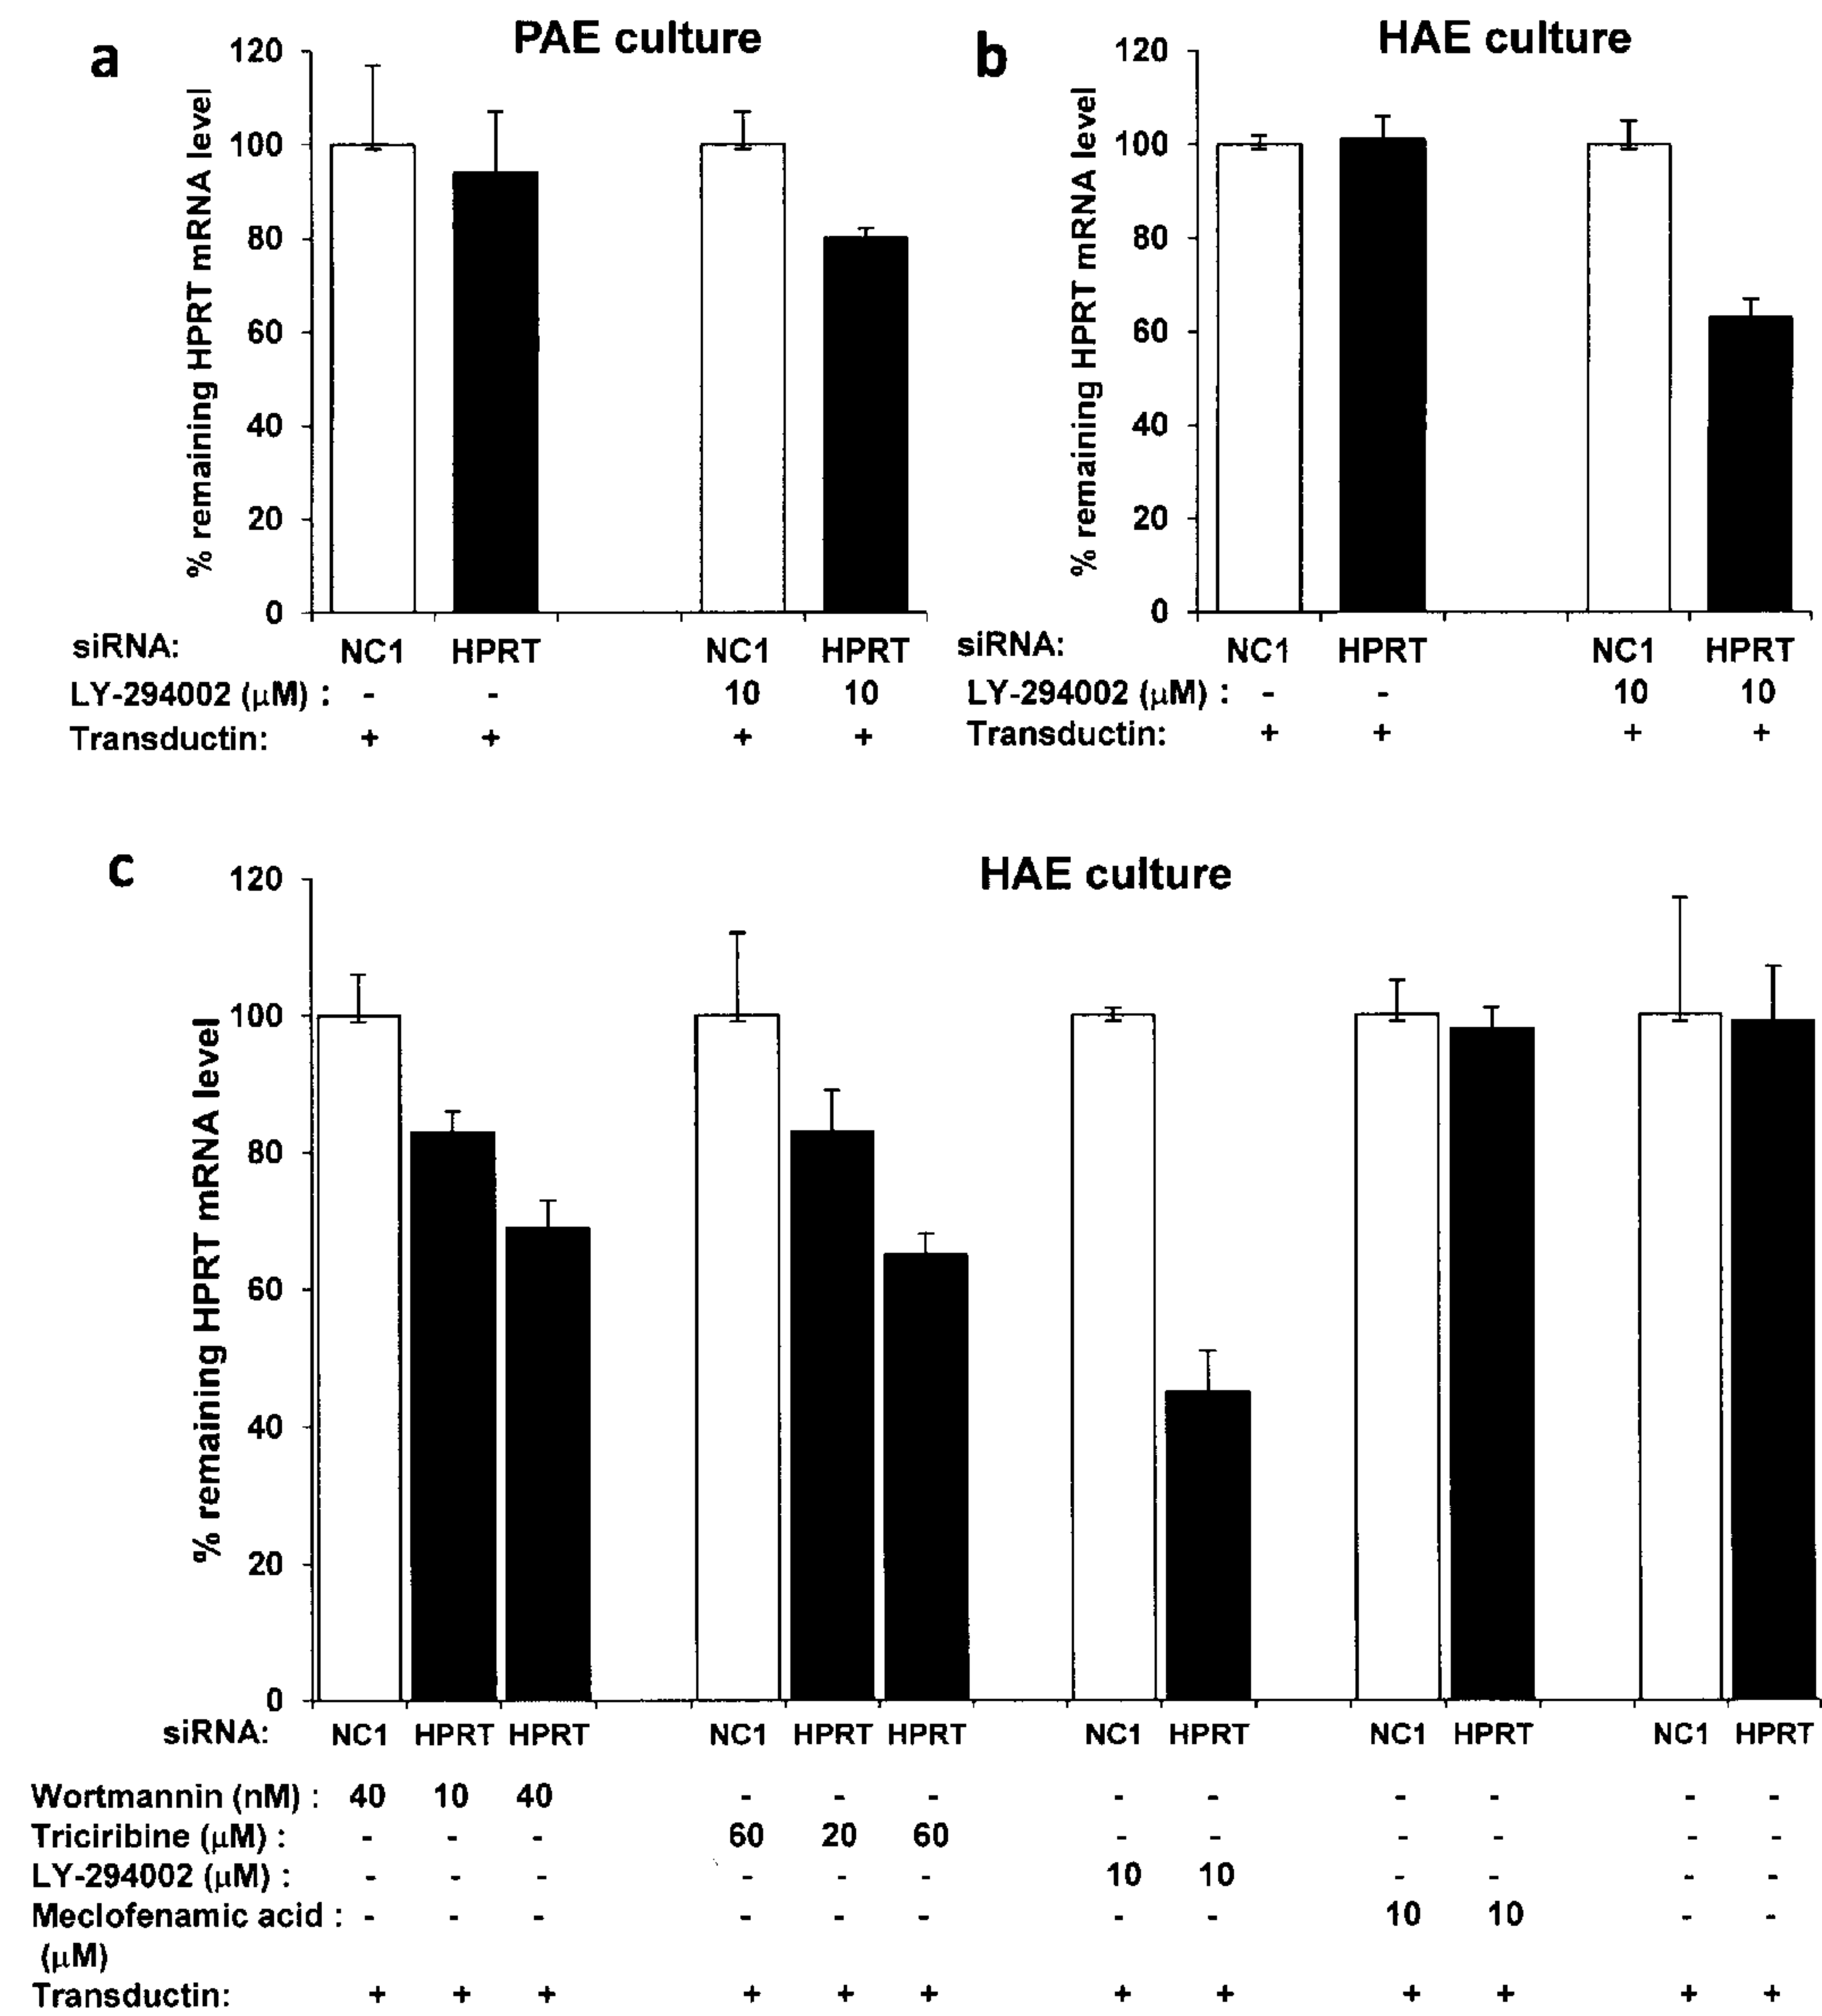 a
PAE culture
% remaining HPRT mRNA level
120
100
80
60
40
20
0
siRNA: NC1 HPRT NC1 HPRT
LY-294002 (µM) : - - 10 10
Transductin: + + + +
b
HAE culture
% remaining HPRT mRNA level
120
100
80
60
40
20
0
siRNA: NC1 HPRT NC1 HPRT
LY-294002 (µM) : - - 10 10
Transductin: + + + +
c
HAE culture
% remaining HPRT mRNA level
120
100
80
60
40
20
0
siRNA: NC1 HPRT HPRT NC1 HPRT HPRT NC1 HPRT NC1 HPRT NC1 HPRT
Wortmannin (nM) : 40 10 40 - - - - - - - - -
Triciribine (µM) : - - - 60 20 60 - - - - - -
LY-294002 (µM) : - - - - - - 10 10 - - - -
Meclofenamic acid : - - - - - - - - 10 10 - -
(µM)
Transductin: + + + + + + + + + + + +